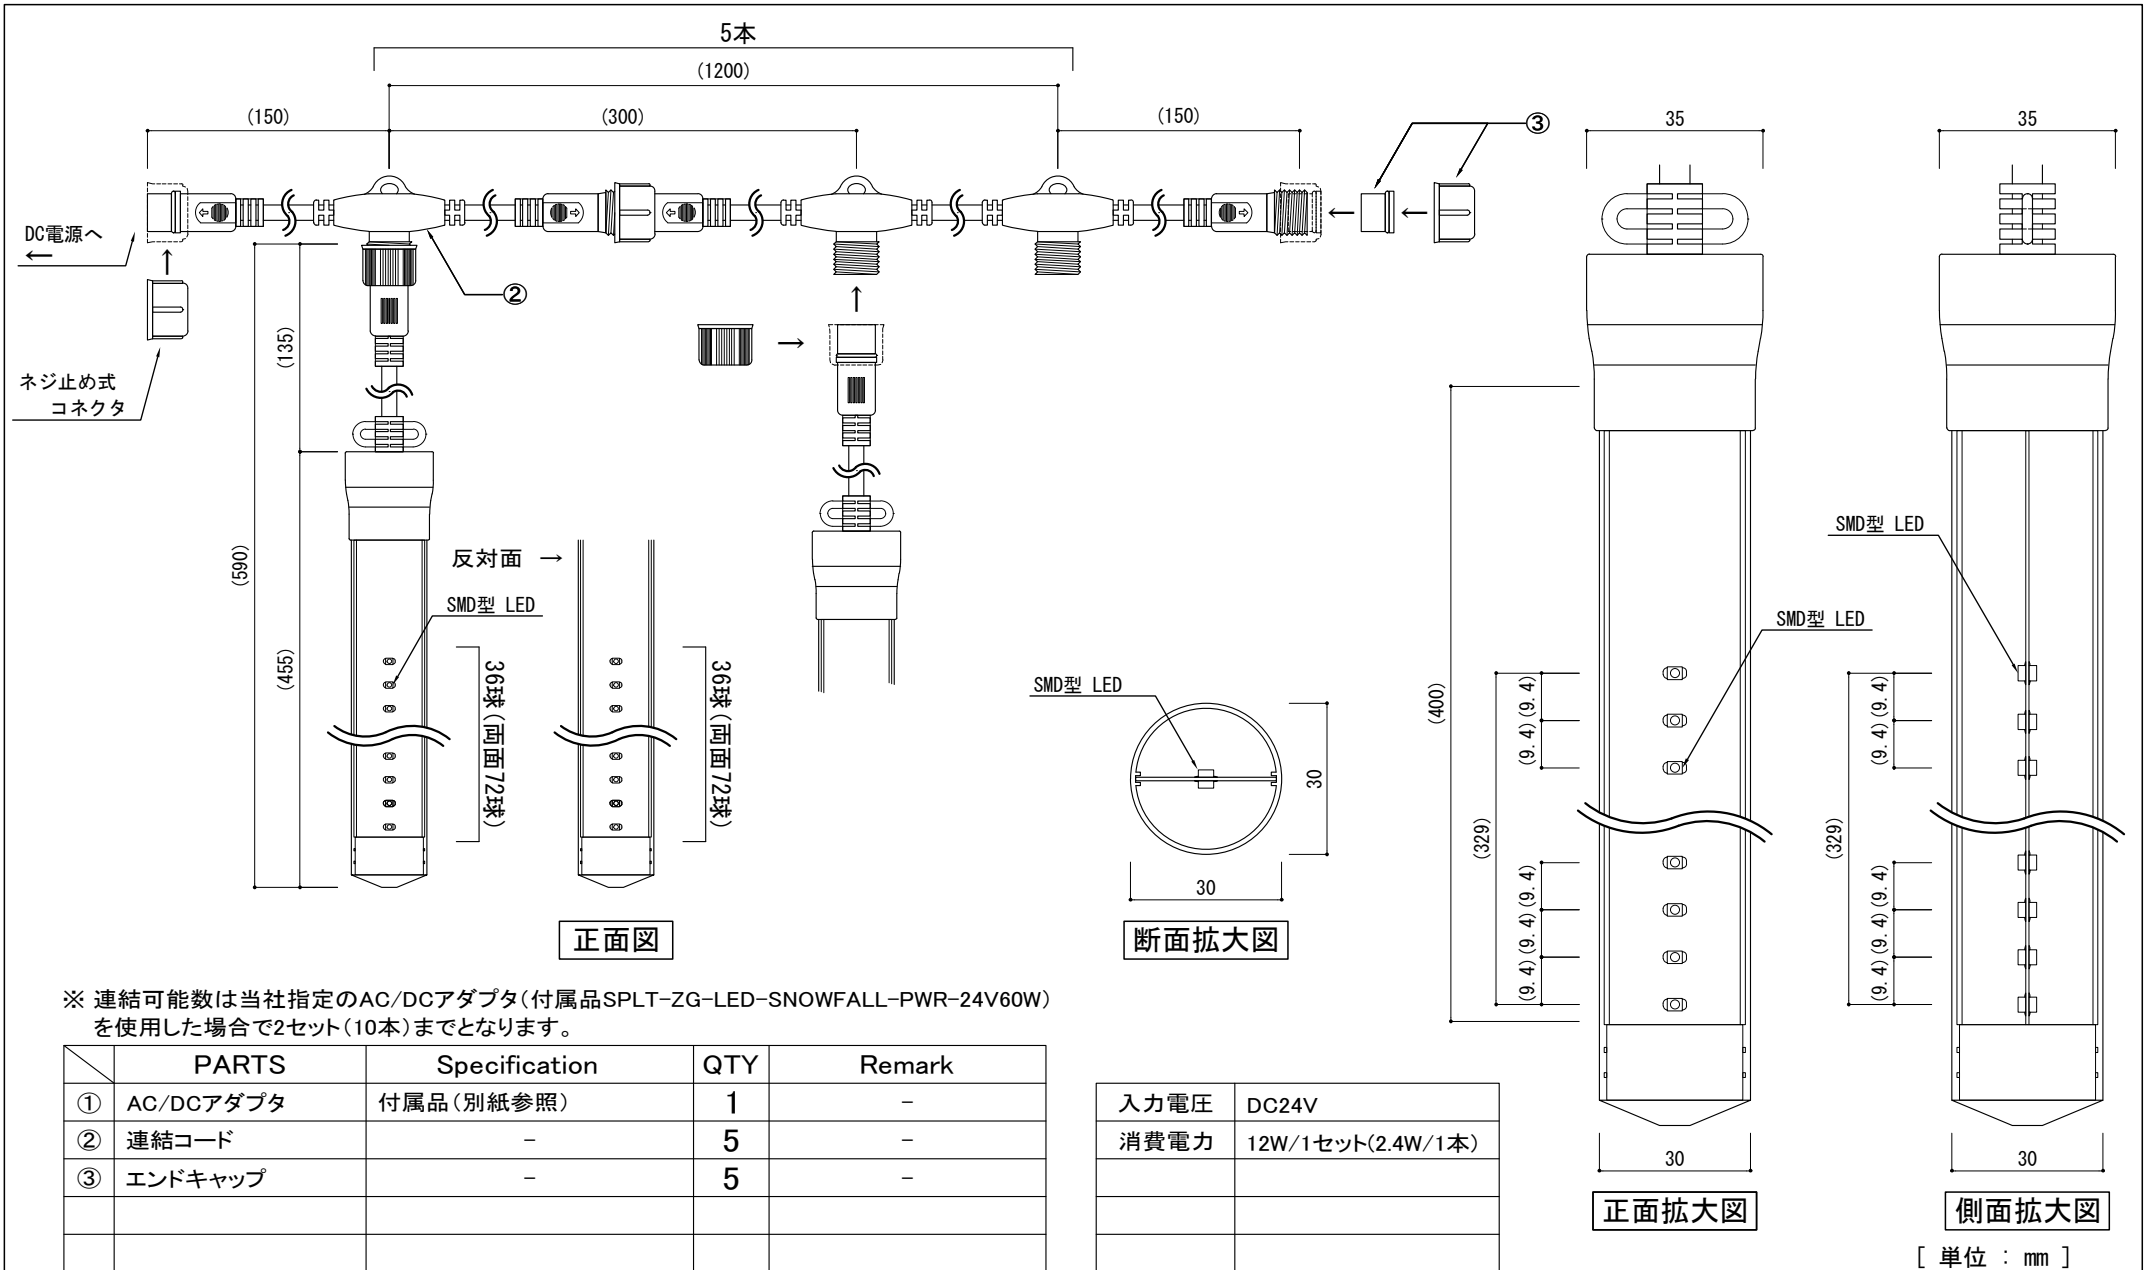 5本
(1200)
(150)
(300)
(150)
③
35
35
DC電源へ
←
②
ネジ止め式
コネクタ
(135)
(590)
(455)
反対面 →
SMD型 LED
36球(両面72球)
36球(両面72球)
SMD型 LED
30
30
(400)
(329)
(9.4)
(9.4)
(9.4)
(9.4)
(9.4)
SMD型 LED
SMD型 LED
(329)
(9.4)
(9.4)
(9.4)
(9.4)
(9.4)
30
30
正面図
断面拡大図
正面拡大図
側面拡大図
[ 単位 : mm ]
※ 連結可能数は当社指定のAC/DCアダプタ(付属品SPLT-ZG-LED-SNOWFALL-PWR-24V60W)
を使用した場合で2セット(10本)までとなります。
PARTS Specification QTY Remark
① AC/DCアダプタ 付属品(別紙参照) 1 -
② 連結コード - 5 -
③ エンドキャップ - 5 -
入力電圧 DC24V
消費電力 12W/1セット(2.4W/1本)